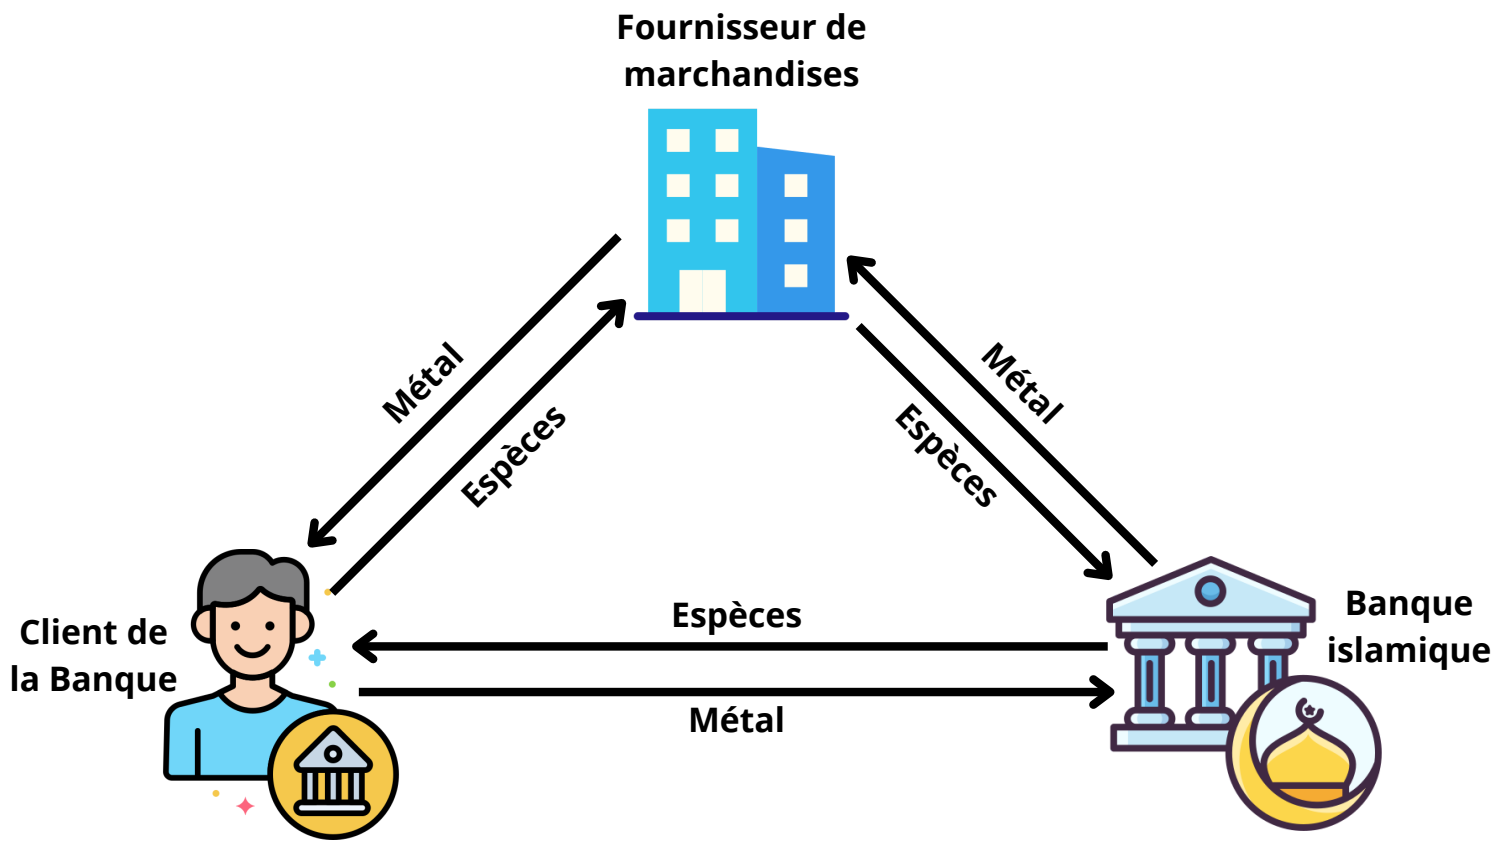 Fournisseur de
marchandises
Métal
Espèces
Métal
Espèces
Client de
la Banque
Espèces
Métal
Banque
islamique